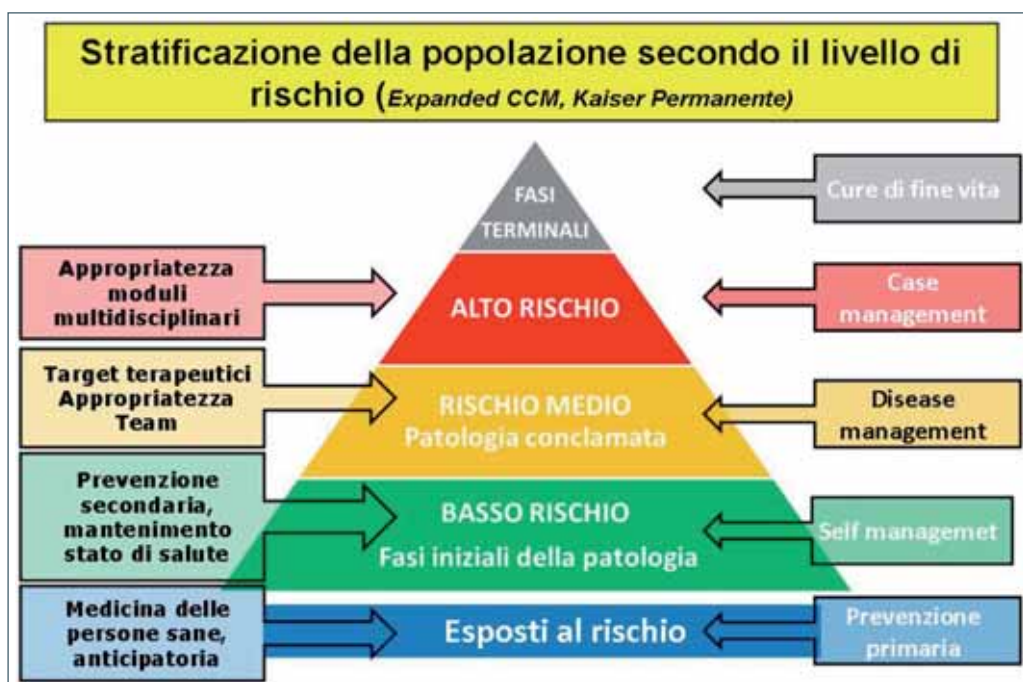 Stratificazione della popolazione secondo il livello di
rischio (Expanded CCM, Kaiser Permanente)
FASI
TERMINALI
Cure di fine vita
Appropriatezza
moduli
multidisciplinari
ALTO RISCHIO
Case
management
Target terapeutici
Appropriatezza
Team
RISCHIO MEDIO
Patologia conclamata
Disease
management
Prevenzione
secondaria,
mantenimento
stato di salute
BASSO RISCHIO
Fasi iniziali della patologia
Self managemet
Medicina delle
persone sane,
anticipatoria
Esposti al rischio
Prevenzione
primaria